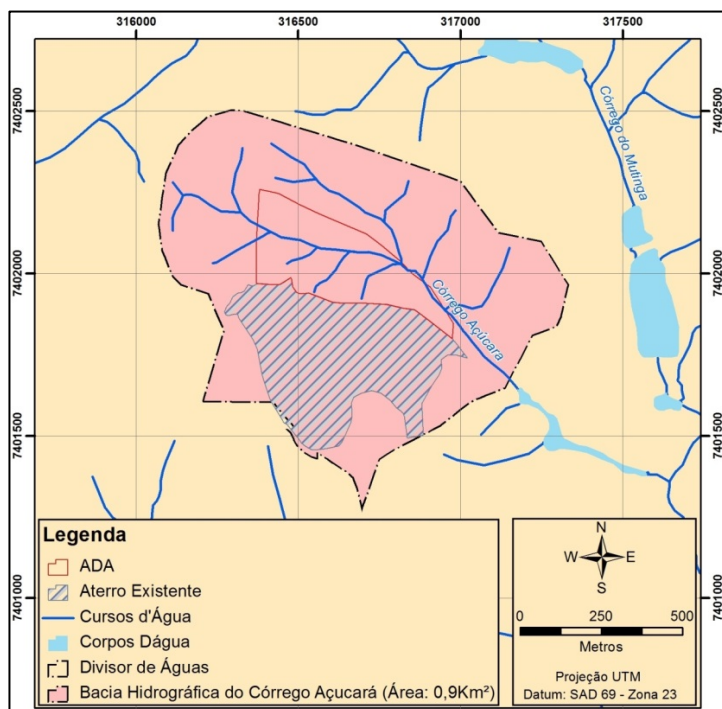 316000 316500 317000 317500
7402500 7402500
Córrego do Mutinga
7402000 7402000
Córrego Açúcara
7401500 7401500
7401000 7401000
Legenda
ADA
Aterro Existente
Cursos d'Água
Corpos Dágua
Divisor de Águas
Bacia Hidrográfica do Córrego Açucará (Área: 0,9Km²)
N
W E
S
0 250 500
Metros
Projeção UTM
Datum: SAD 69 - Zona 23